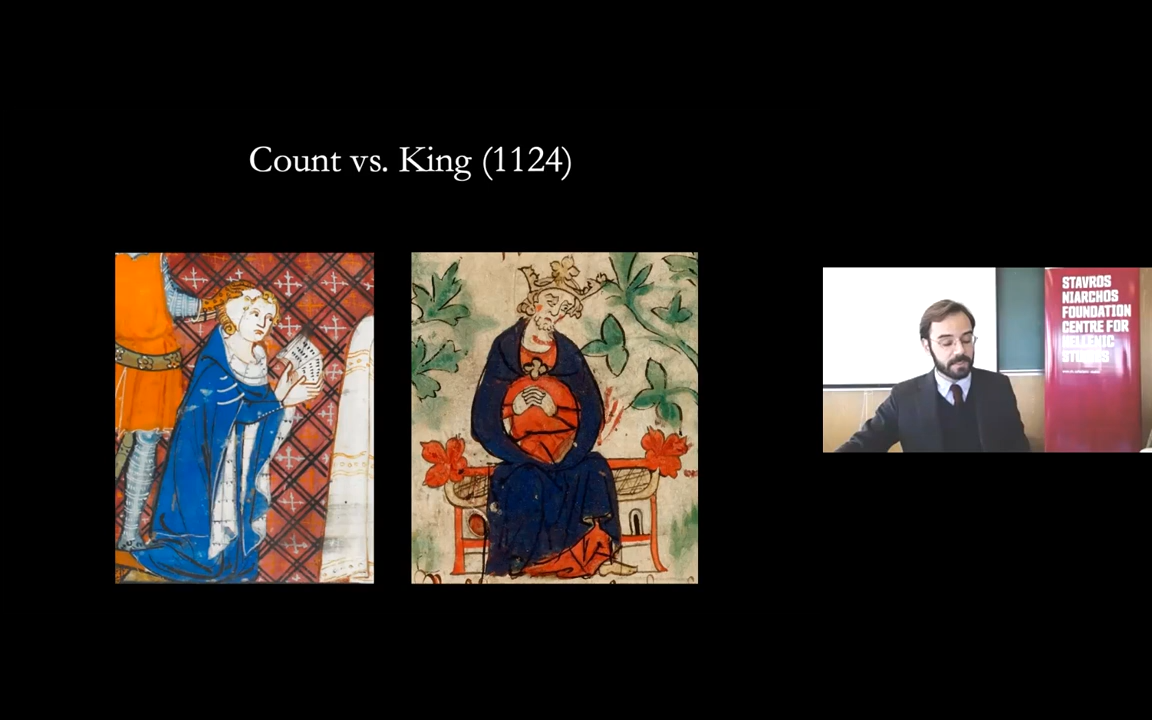 Count vs. King (1124)
STAVROS
NIARCHOS
FOUNDATION
CENTRE FOR
HELLENIC
STUDIES